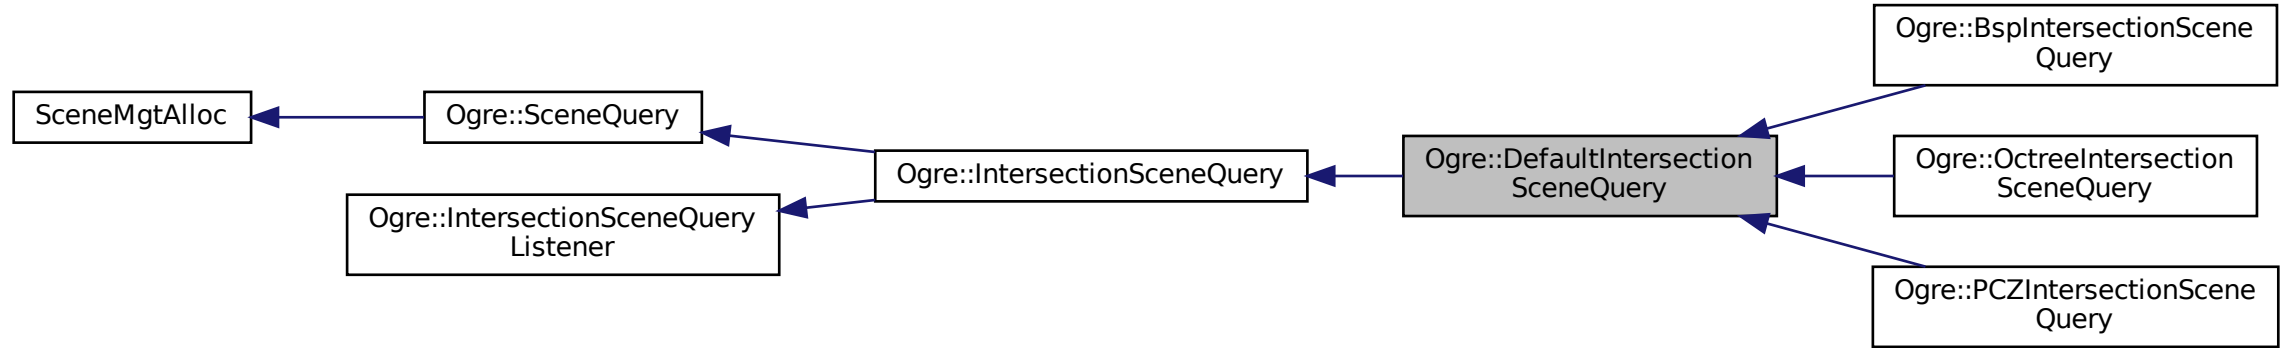 SceneMgtAlloc
Ogre::SceneQuery
Ogre::IntersectionSceneQuery
Listener
Ogre::IntersectionSceneQuery
Ogre::DefaultIntersection
SceneQuery
Ogre::BspIntersectionScene
Query
Ogre::OctreeIntersection
SceneQuery
Ogre::PCZIntersectionScene
Query